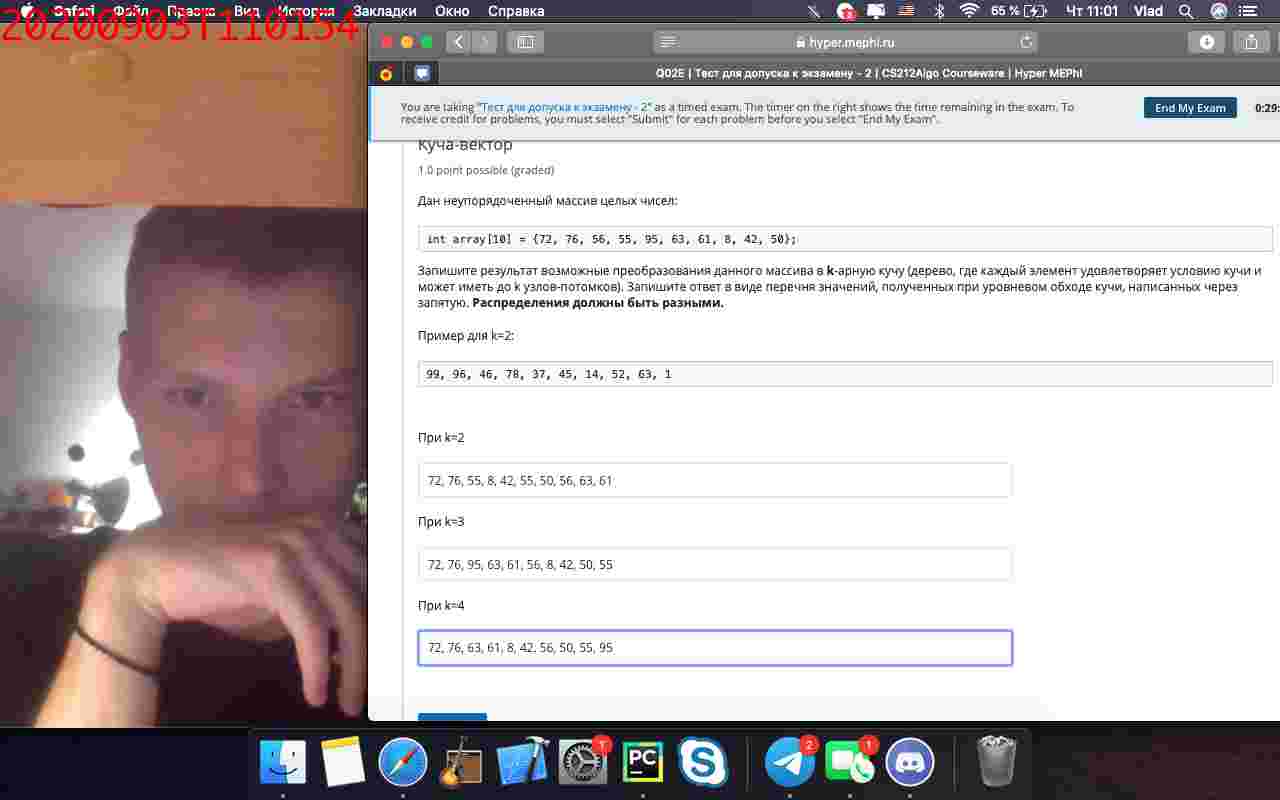 Safari Файл Правка Вид История Закладки Окно Справка 65 % Чт 11:01 Vlad
20200903T110154
hyper.mephi.ru
Q02E | Тест для допуска к экзамену - 2 | CS212Algo Courseware | Hyper MEPhI
You are taking "Тест для допуска к экзамену - 2" as a timed exam. The timer on the right shows the time remaining in the exam. To
receive credit for problems, you must select "Submit" for each problem before you select "End My Exam".
End My Exam
0:29:
Куча-вектор
1.0 point possible (graded)
Дан неупорядоченный массив целых чисел:
int array[10] = {72, 76, 56, 55, 95, 63, 61, 8, 42, 50};
Запишите результат возможные преобразования данного массива в k-арную кучу (дерево, где каждый элемент удовлетворяет условию кучи и
может иметь до k узлов-потомков). Запишите ответ в виде перечня значений, полученных при уровневом обходе кучи, написанных через
запятую. Распределения должны быть разными.
Пример для k=2:
99, 96, 46, 78, 37, 45, 14, 52, 63, 1
При k=2
72, 76, 55, 8, 42, 55, 50, 56, 63, 61
При k=3
72, 76, 95, 63, 61, 56, 8, 42, 50, 55
При k=4
72, 76, 63, 61, 8, 42, 56, 50, 55, 95
1
PC
2
1